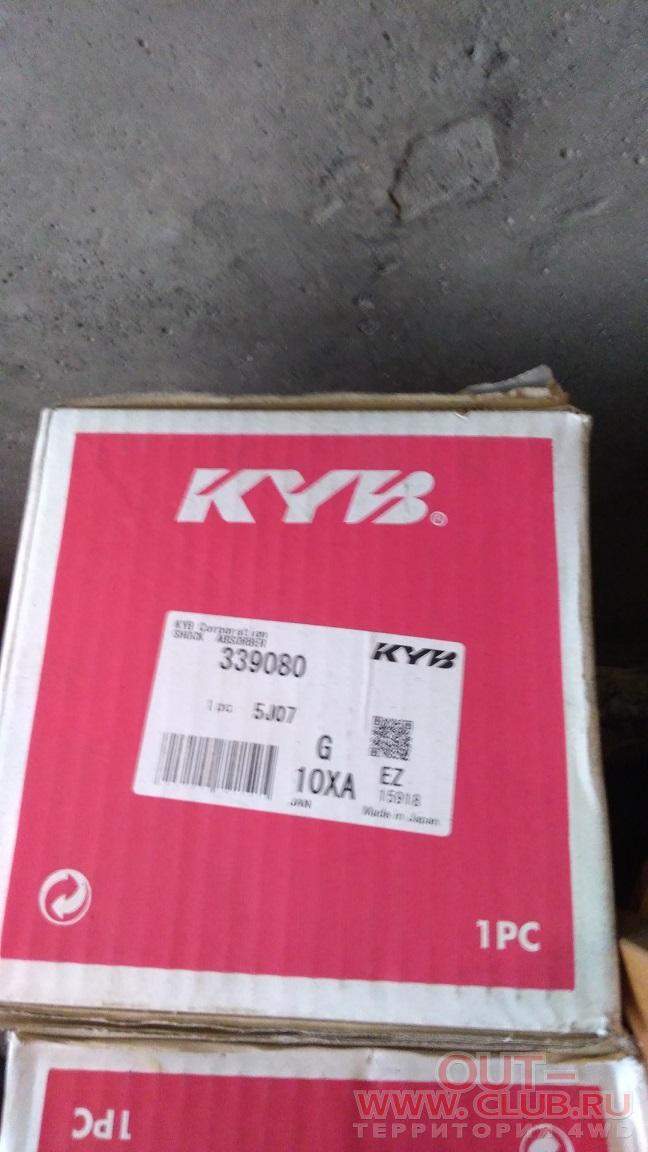 KYB®
KYB Corporation
SHOCK ABSORBER
339080
KYB
1pc 5J07
G
10XA
EZ
15918
JNN
Made in Japan
1PC
1PC
OUT-
WWW.CLUB.RU
ТЕРРИТОРИЯ 4WD